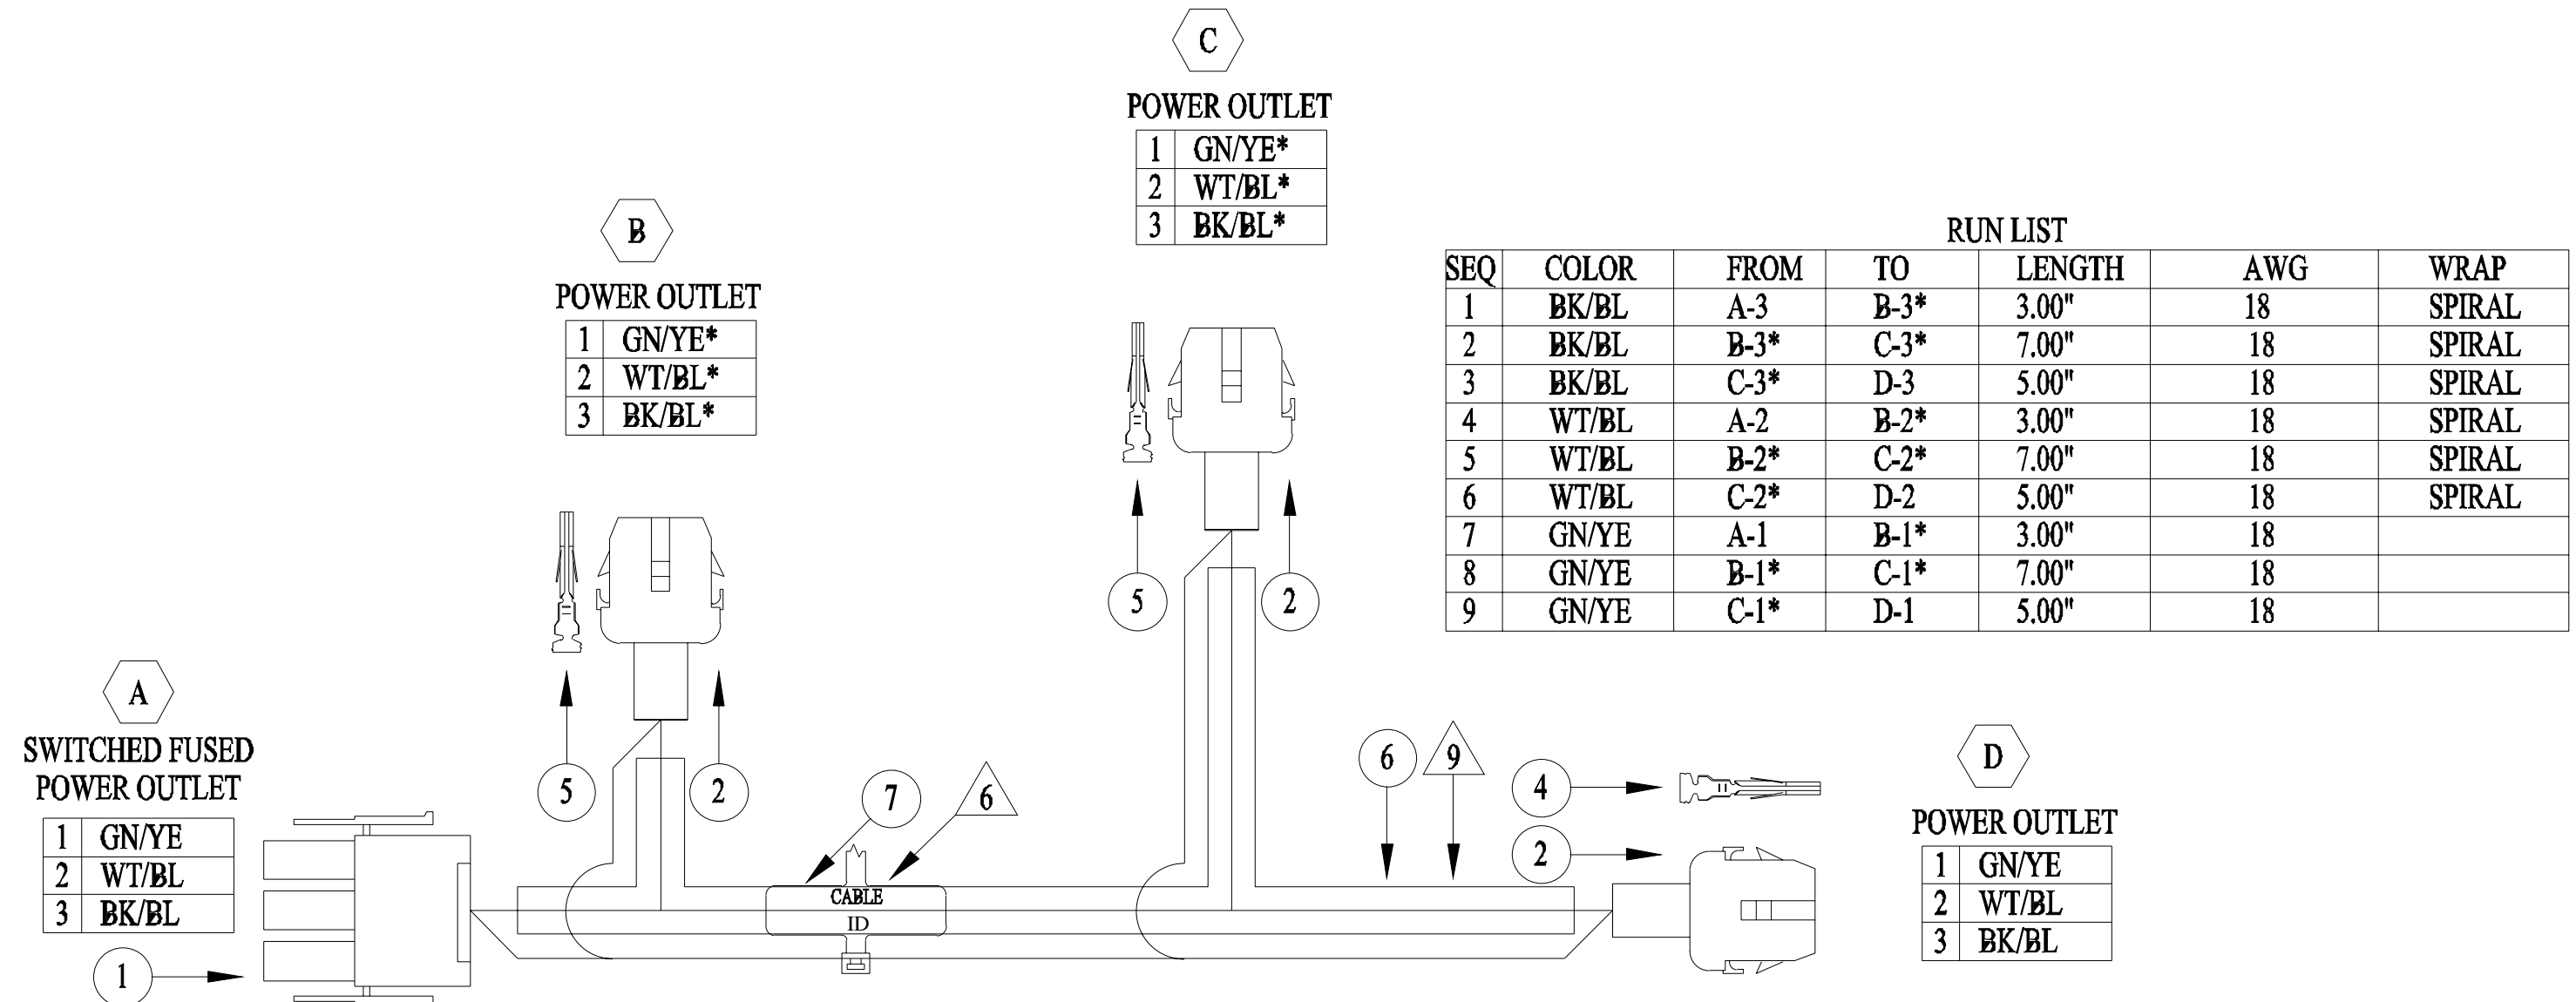 C
POWER OUTLET
1 GN/YE*
2 WT/BL*
3 BK/BL*
B
POWER OUTLET
1 GN/YE*
2 WT/BL*
3 BK/BL*
RUN LIST
SEQ COLOR FROM TO LENGTH AWG WRAP
1 BK/BL A-3 B-3* 3.00" 18 SPIRAL
2 BK/BL B-3* C-3* 7.00" 18 SPIRAL
3 BK/BL C-3* D-3 5.00" 18 SPIRAL
4 WT/BL A-2 B-2* 3.00" 18 SPIRAL
5 WT/BL B-2* C-2* 7.00" 18 SPIRAL
6 WT/BL C-2* D-2 5.00" 18 SPIRAL
7 GN/YE A-1 B-1* 3.00" 18
8 GN/YE B-1* C-1* 7.00" 18
9 GN/YE C-1* D-1 5.00" 18
5 2
5 2
A
SWITCHED FUSED
POWER OUTLET
1 GN/YE
2 WT/BL
3 BK/BL
1
7 6
CABLE
ID
6 9
4
2
D
POWER OUTLET
1 GN/YE
2 WT/BL
3 BK/BL